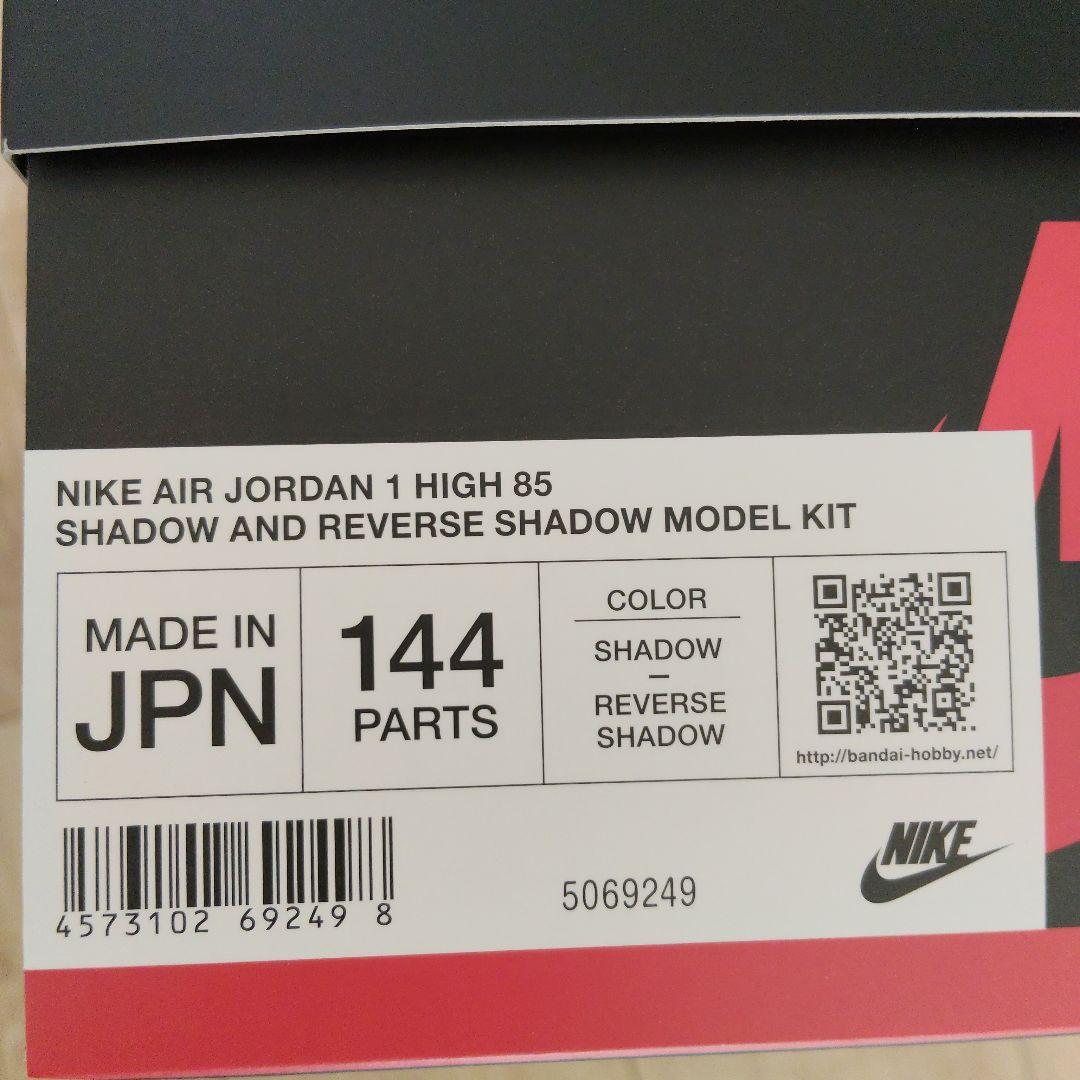 NIKE AIR JORDAN 1 HIGH 85
SHADOW AND REVERSE SHADOW MODEL KIT
MADE IN
JPN
144
PARTS
COLOR
SHADOW
–
REVERSE
SHADOW
http://bandai-hobby.net/
4573102 69249 8
5069249
NIKE